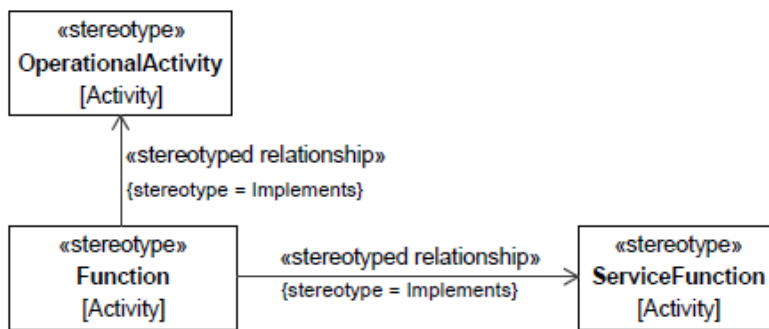 «stereotype»
OperationalActivity
[Activity]
«stereotyped relationship»
{stereotype = Implements}
«stereotype»
Function
[Activity]
«stereotyped relationship»
{stereotype = Implements}
«stereotype»
ServiceFunction
[Activity]